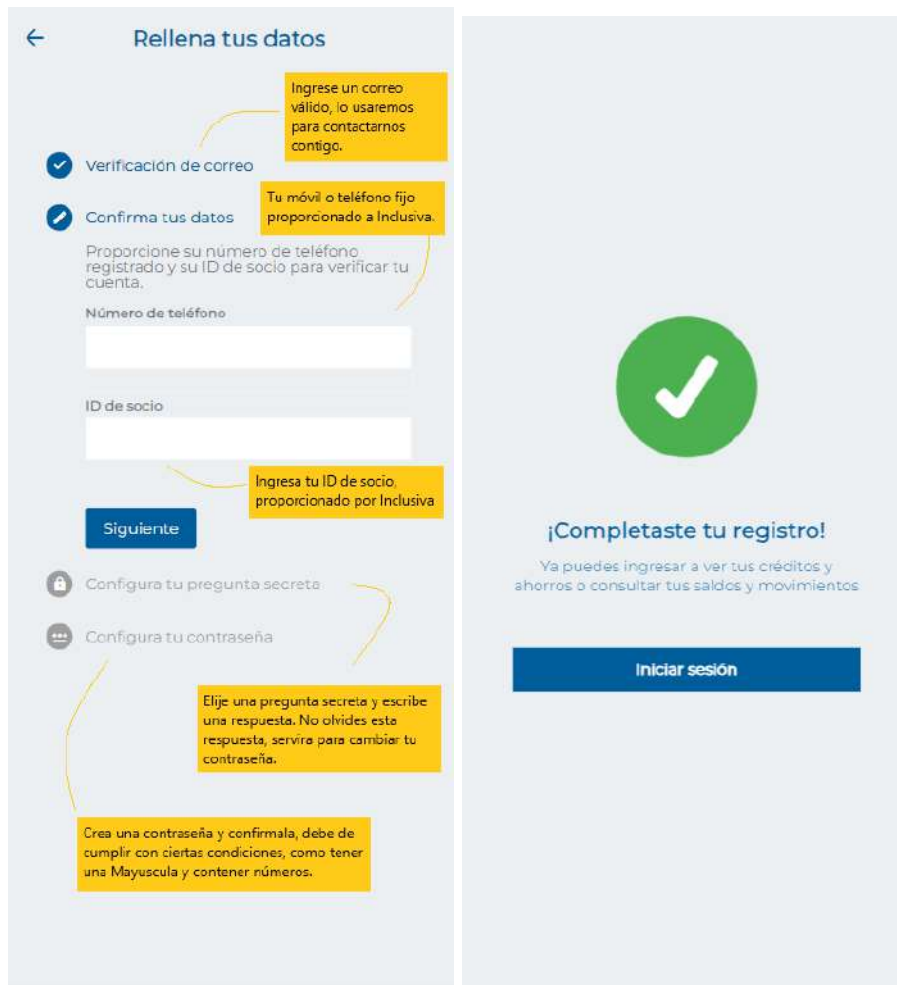 Rellena tus datos
Ingrese un correo
válido, lo usaremos
para contactarnos
contigo.
Verificación de correo
Tu móvil o teléfono fijo
proporcionado a Inclusiva.
Confirma tus datos
Proporcione su número de teléfono
registrado y su ID de socio para verificar tu
cuenta.
Número de teléfono
ID de socio
Ingresa tu ID de socio,
proporcionado por Inclusiva
Siguiente
Configura tu pregunta secreta
Configura tu contraseña
Elije una pregunta secreta y escribe
una respuesta. No olvides esta
respuesta, servira para cambiar tu
contraseña.
Crea una contraseña y confirmala, debe de
cumplir con ciertas condiciones, como tener
una Mayuscula y contener números.
¡Completaste tu registro!
Ya puedes ingresar a ver tus créditos y
ahorros o consultar tus saldos y movimientos
Iniciar sesión